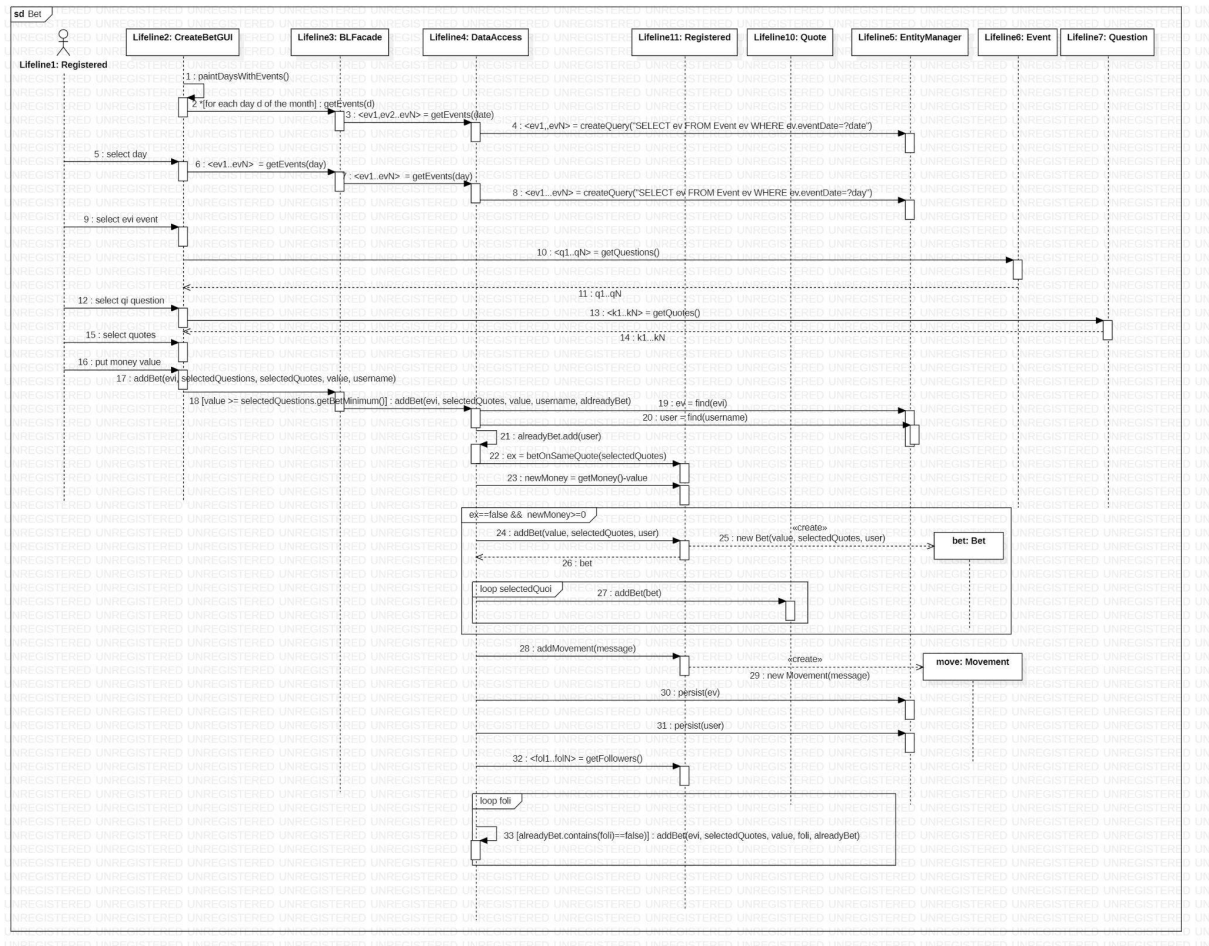 sd Bet
Lifeline1: Registered
Lifeline2: CreateBetGUI
Lifeline3: BLFacade
Lifeline4: DataAccess
Lifeline11: Registered
Lifeline10: Quote
Lifeline5: EntityManager
Lifeline6: Event
Lifeline7: Question
1 : paintDaysWithEvents()
2 *[for each day d of the month] : getEvents(d)
3 : <ev1,ev2..evN> = getEvents(date)
4 : <ev1,,evN> = createQuery("SELECT ev FROM Event ev WHERE ev.eventDate=?date")
5 : select day
6 : <ev1..evN> = getEvents(day)
: <ev1..evN> = getEvents(day)
8 : <ev1...evN> = createQuery("SELECT ev FROM Event ev WHERE ev.eventDate=?day")
9 : select evi event
10 : <q1..qN> = getQuestions()
11 : q1..qN
12 : select qi question
13 : <k1..kN> = getQuotes()
14 : k1...kN
15 : select quotes
16 : put money value
17 : addBet(evi, selectedQuestions, selectedQuotes, value, username)
18 [value >= selectedQuestions.getBetMinimum()] : addBet(evi, selectedQuotes, value, username, aldreadyBet)
19 : ev = find(evi)
20 : user = find(username)
21 : alreadyBet.add(user)
22 : ex = betOnSameQuote(selectedQuotes)
23 : newMoney = getMoney()-value
ex==false && newMoney>=0
24 : addBet(value, selectedQuotes, user)
«create»
25 : new Bet(value, selectedQuotes, user)
bet: Bet
26 : bet
loop selectedQuoi
27 : addBet(bet)
28 : addMovement(message)
«create»
29 : new Movement(message)
move: Movement
30 : persist(ev)
31 : persist(user)
32 : <fol1..folN> = getFollowers()
loop foli
33 [alreadyBet.contains(foli)==false)] : addBet(evi, selectedQuotes, value, foli, alreadyBet)